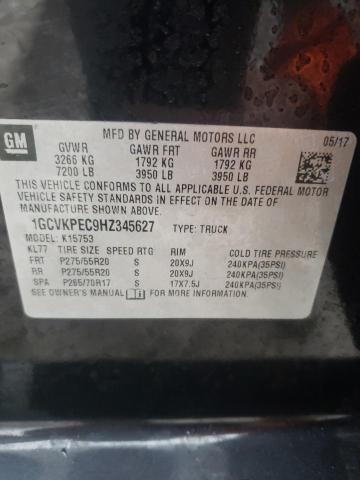 GM
MFD BY GENERAL MOTORS LLC 05/17
GVWR GAWR FRT GAWR RR
3266 KG 1792 KG 1792 KG
7200 LB 3950 LB 3950 LB
THIS VEHICLE CONFORMS TO ALL APPLICABLE U.S. FEDERAL MOTOR
VEHICLE SAFETY STANDARDS IN EFFECT ON THE DATE OF
MANUFACTURE SHOWN ABOVE.
1GCVKPEC9HZ345627 TYPE: TRUCK
MODEL: K15753
KL77 TIRE SIZE SPEED RTG RIM COLD TIRE PRESSURE
FRT P275/55R20 S 20X9J 240KPA(35PSI)
RR P275/55R20 S 20X9J 240KPA(35PSI)
SPA P265/70R17 S 17X7.5J 240KPA(35PSI)
SEE OWNER'S MANUAL FOR MORE INFORMATION